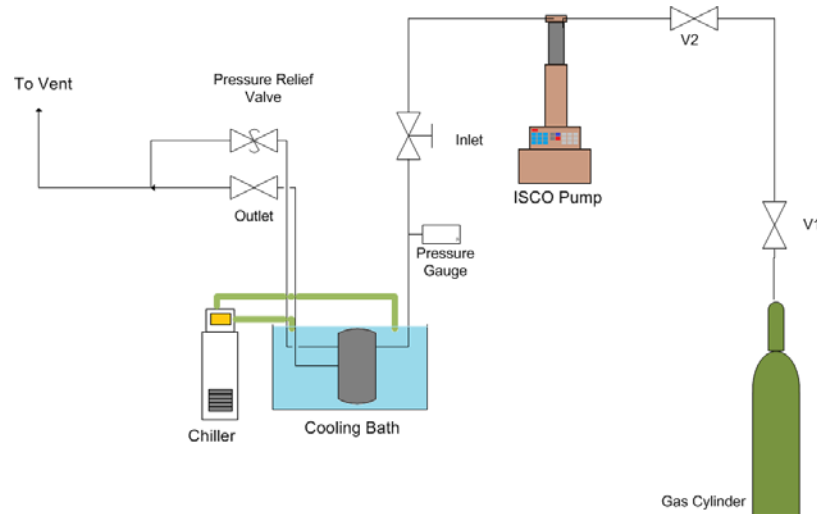 V2
To Vent
Pressure Relief
Valve
Inlet
ISCO Pump
Outlet
V1
Pressure
Gauge
Chiller
Cooling Bath
Gas Cylinder